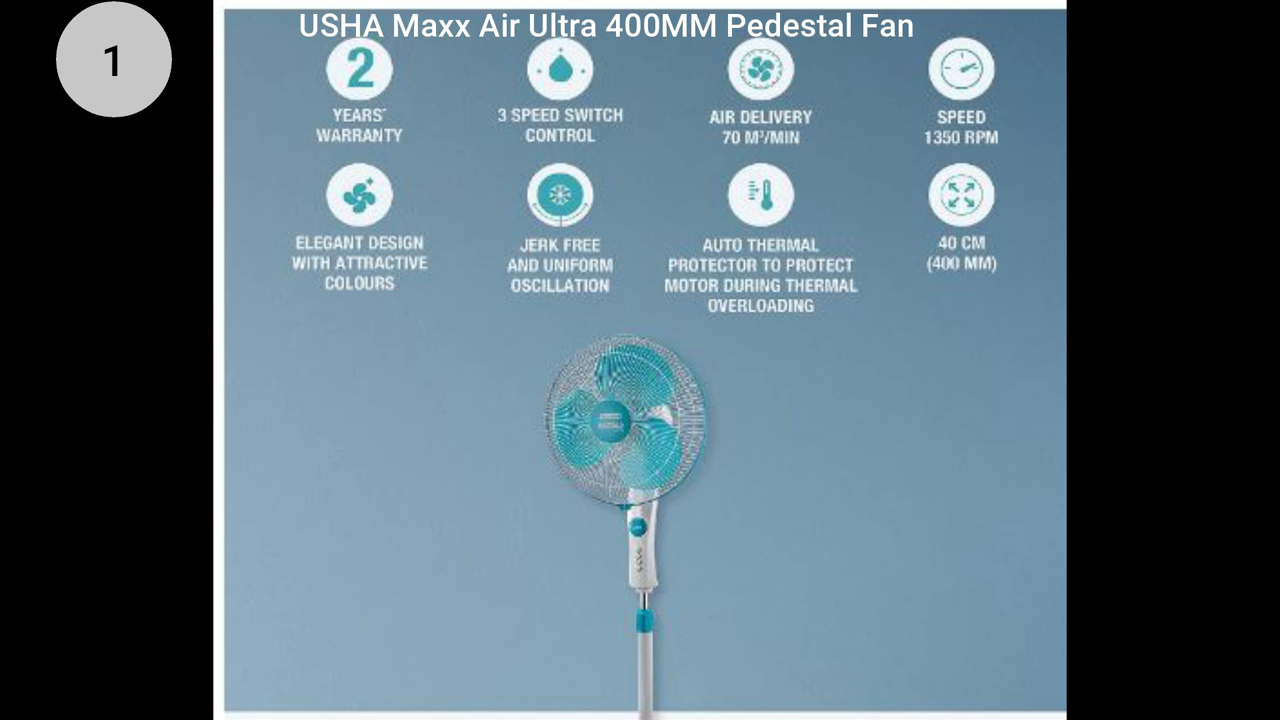 USHA Maxx Air Ultra 400MM Pedestal Fan
1
2
YEARS*
WARRANTY
3 SPEED SWITCH
CONTROL
AIR DELIVERY
70 M³/MIN
SPEED
1350 RPM
ELEGANT DESIGN
WITH ATTRACTIVE
COLOURS
JERK FREE
AND UNIFORM
OSCILLATION
AUTO THERMAL
PROTECTOR TO PROTECT
MOTOR DURING THERMAL
OVERLOADING
40 CM
(400 MM)